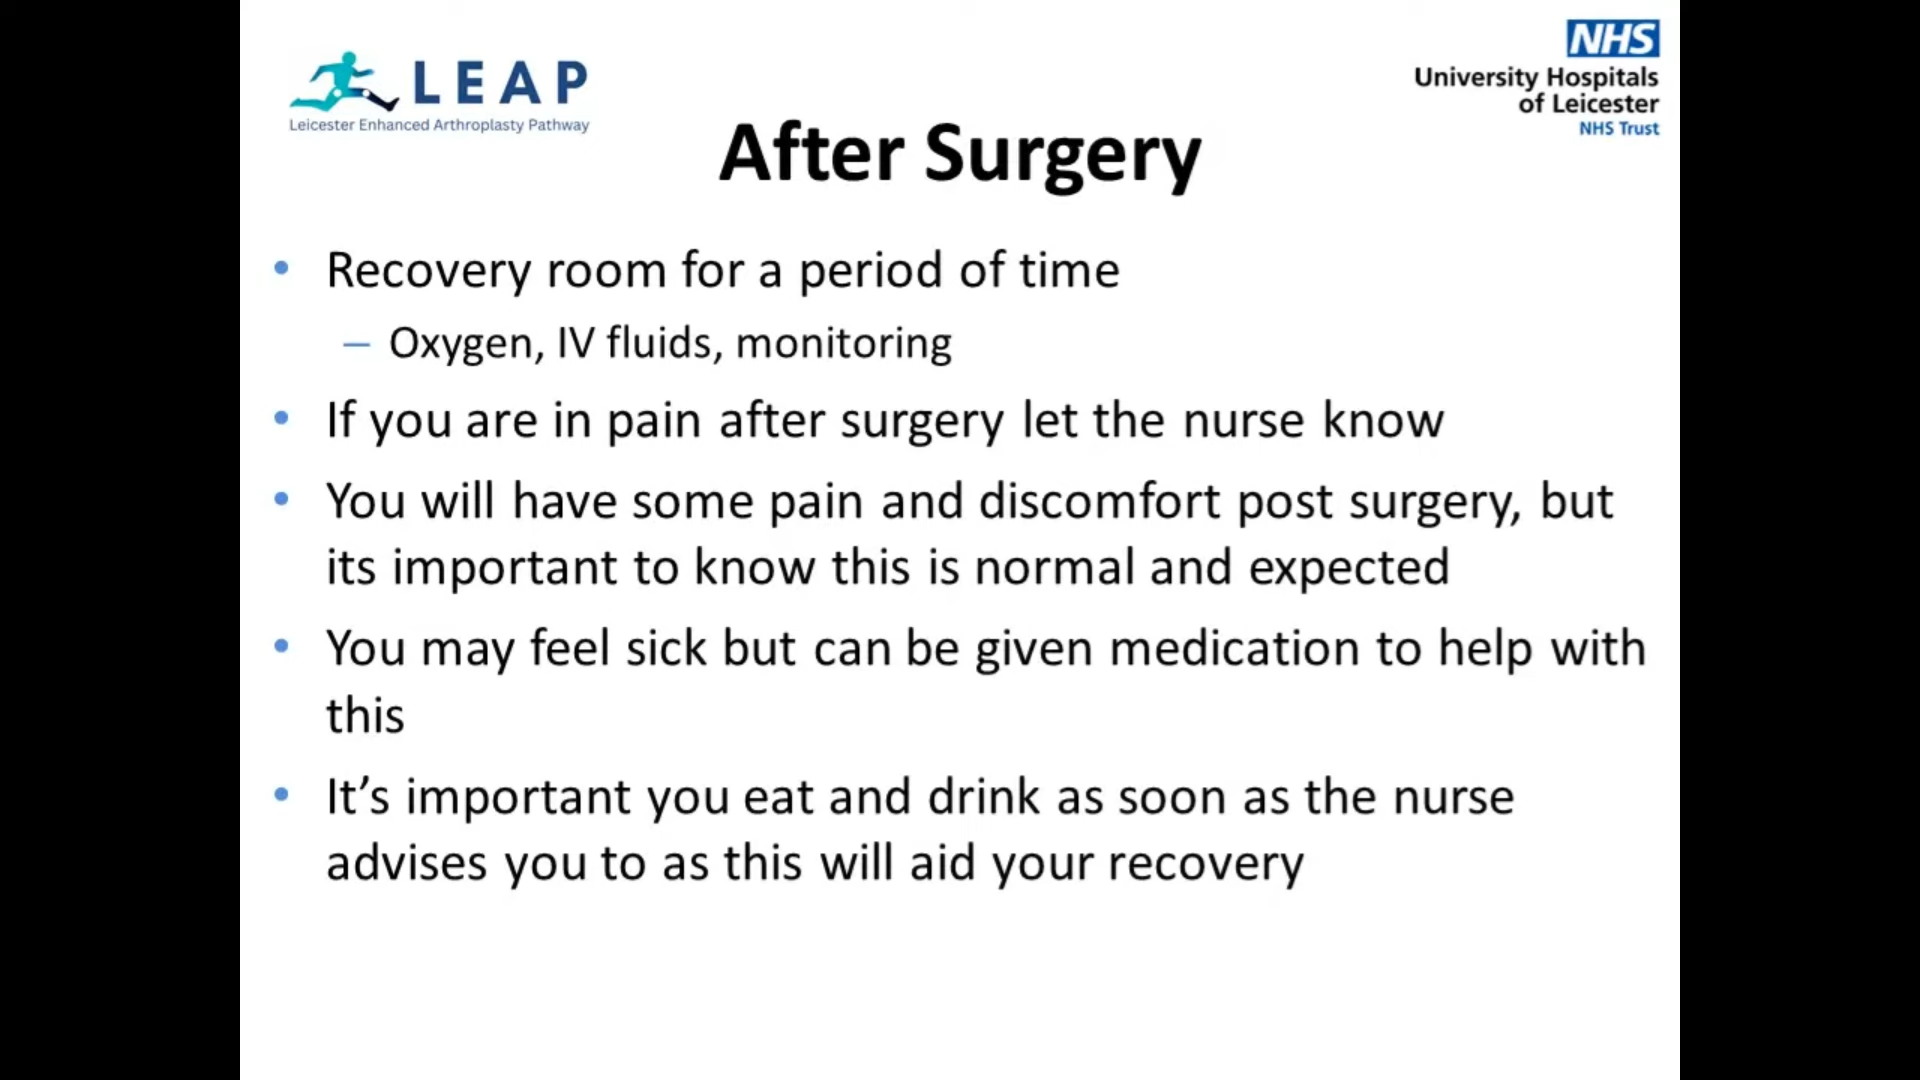 LEAP
Leicester Enhanced Arthroplasty Pathway
NHS
University Hospitals
of Leicester
NHS Trust
After Surgery
• Recovery room for a period of time
– Oxygen, IV fluids, monitoring
• If you are in pain after surgery let the nurse know
• You will have some pain and discomfort post surgery, but
its important to know this is normal and expected
• You may feel sick but can be given medication to help with
this
• It’s important you eat and drink as soon as the nurse
advises you to as this will aid your recovery